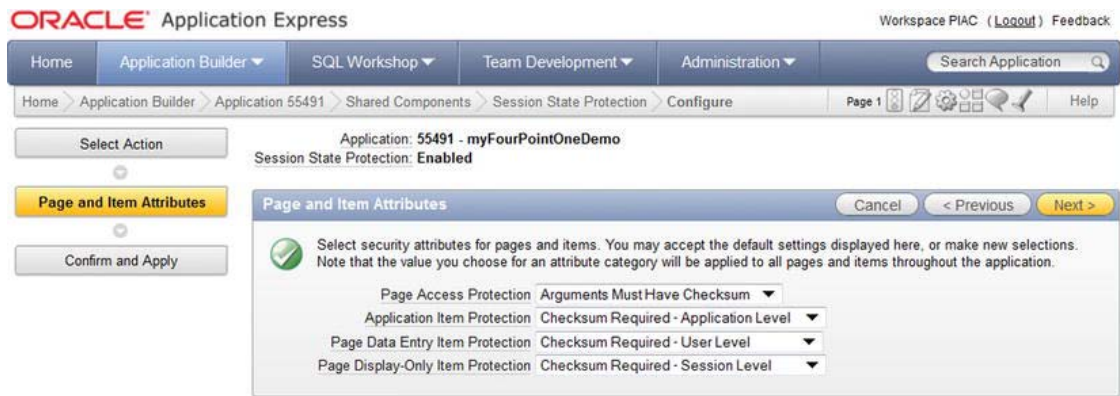 ORACLE Application Express
Workspace PIAC ( Logout ) Feedback
Home Application Builder SQL Workshop Team Development Administration Search Application
Home Application Builder Application 55491 Shared Components Session State Protection Configure Page 1 Help
Select Action
Page and Item Attributes
Confirm and Apply
Application: 55491 - myFourPointOneDemo
Session State Protection: Enabled
Page and Item Attributes Cancel < Previous Next >
Select security attributes for pages and items. You may accept the default settings displayed here, or make new selections.
Note that the value you choose for an attribute category will be applied to all pages and items throughout the application.
Page Access Protection Arguments Must Have Checksum
Application Item Protection Checksum Required - Application Level
Page Data Entry Item Protection Checksum Required - User Level
Page Display-Only Item Protection Checksum Required - Session Level